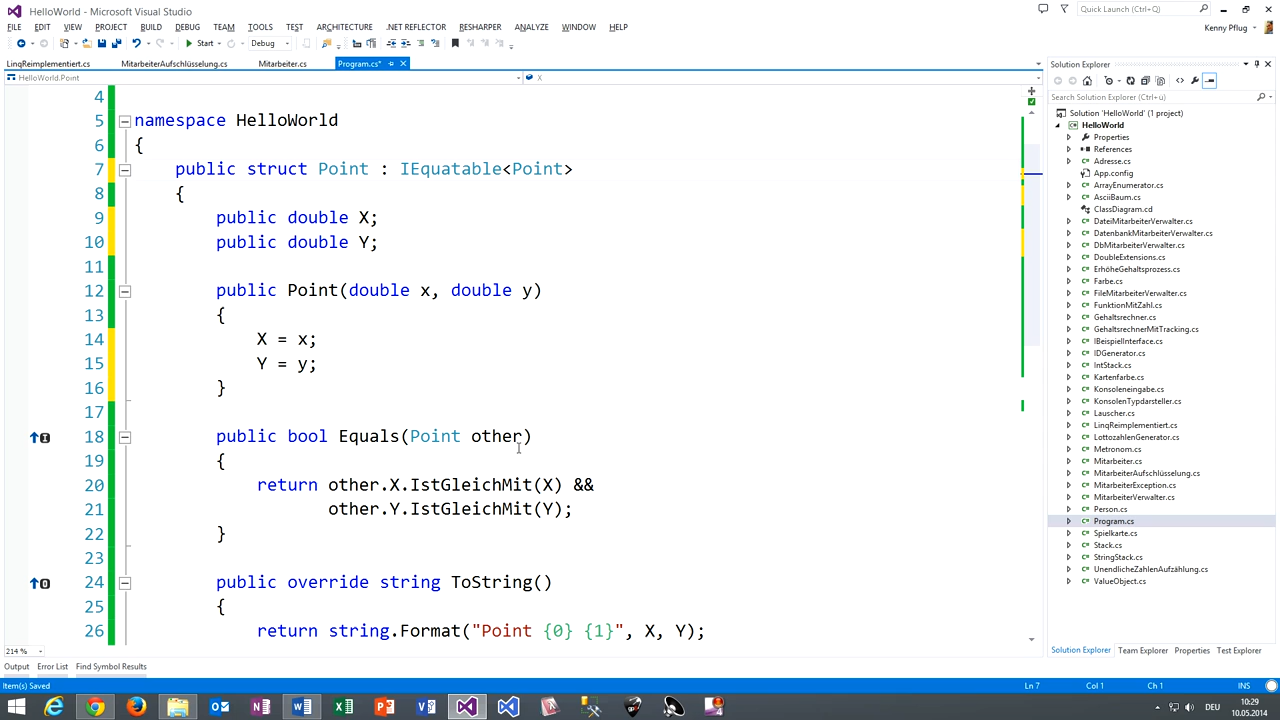 HelloWorld - Microsoft Visual Studio
Quick Launch (Ctrl+Q)
FILE EDIT VIEW PROJECT BUILD DEBUG TEAM TOOLS TEST ARCHITECTURE .NET REFLECTOR RESHARPER ANALYZE WINDOW HELP
Kenny Pflug
Start Debug
LinqReimplementiert.cs MitarbeiterAufschlüsselung.cs Mitarbeiter.cs Program.cs*
HelloWorld.Point X
4
5 namespace HelloWorld
6 {
7 public struct Point : IEquatable<Point>
8 {
9 public double X;
10 public double Y;
11
12 public Point(double x, double y)
13 {
14 X = x;
15 Y = y;
16 }
17
18 public bool Equals(Point other)
19 {
20 return other.X.IstGleichMit(X) &&
21 other.Y.IstGleichMit(Y);
22 }
23
24 public override string ToString()
25 {
26 return string.Format("Point {0} {1}", X, Y);
214 %
Solution Explorer
Search Solution Explorer (Ctrl+ü)
Solution 'HelloWorld' (1 project)
HelloWorld
Properties
References
Adresse.cs
App.config
ArrayEnumerator.cs
AsciiBaum.cs
ClassDiagram.cd
DateiMitarbeiterVerwalter.cs
DatenbankMitarbeiterVerwalter.cs
DbMitarbeiterVerwalter.cs
DoubleExtensions.cs
ErhöheGehaltsprozess.cs
Farbe.cs
FileMitarbeiterVerwalter.cs
FunktionMitZahl.cs
Gehaltsrechner.cs
GehaltsrechnerMitTracking.cs
IBeispielInterface.cs
IDGenerator.cs
IntStack.cs
Kartenfarbe.cs
Konsoleneingabe.cs
KonsolenTypdarsteller.cs
Lauscher.cs
LinqReimplementiert.cs
LottozahlenGenerator.cs
Metronom.cs
Mitarbeiter.cs
MitarbeiterAufschlüsselung.cs
MitarbeiterException.cs
MitarbeiterVerwalter.cs
Person.cs
Program.cs
Spielkarte.cs
Stack.cs
StringStack.cs
UnendlicheZahlenAufzählung.cs
ValueObject.cs
Solution Explorer Team Explorer Properties Test Explorer
Output Error List Find Symbol Results
Item(s) Saved Ln 7 Col 1 Ch 1 INS
DEU 10:29
10.05.2014